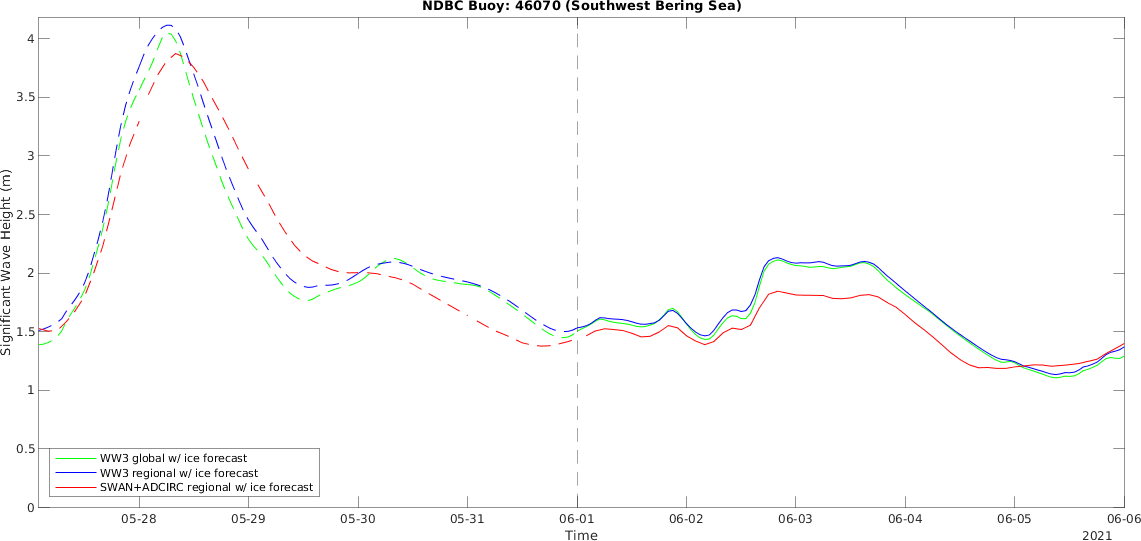 NDBC Buoy: 46070 (Southwest Bering Sea)
Significant Wave Height (m)
4
3.5
3
2.5
2
1.5
1
0.5
0
WW3 global w/ ice forecast
WW3 regional w/ ice forecast
SWAN+ADCIRC regional w/ ice forecast
05-28 05-29 05-30 05-31 06-01 06-02 06-03 06-04 06-05 06-06
Time
2021